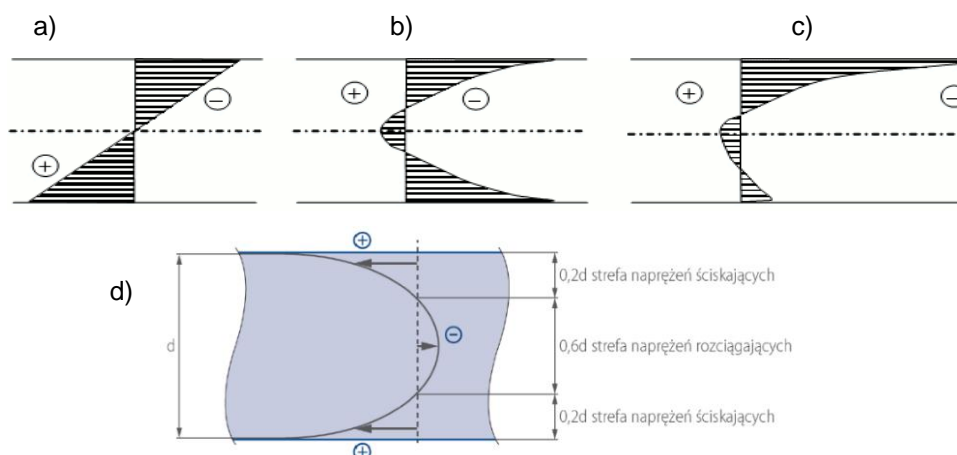 a)
b)
c)
+
−
+
−
+
−
+
d)
+
0,2d strefa naprężeń ściskających
d
−
0,6d strefa naprężeń rozciągających
0,2d strefa naprężeń ściskających
+